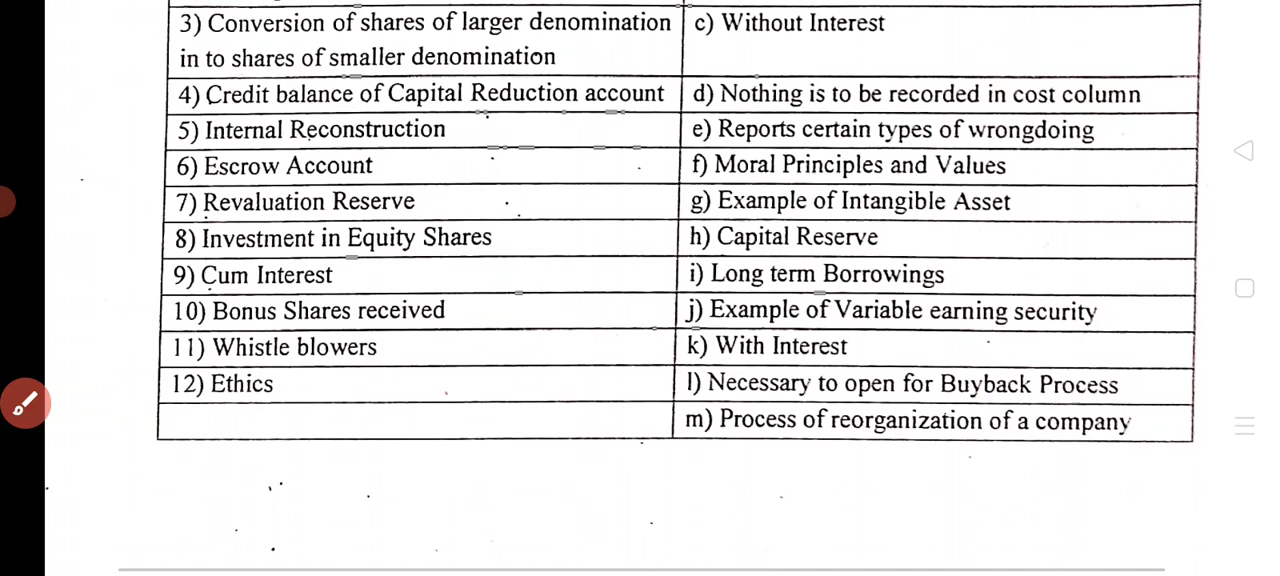 3) Conversion of shares of larger denomination
in to shares of smaller denomination
c) Without Interest
4) Credit balance of Capital Reduction account
d) Nothing is to be recorded in cost column
5) Internal Reconstruction
e) Reports certain types of wrongdoing
6) Escrow Account
f) Moral Principles and Values
7) Revaluation Reserve
g) Example of Intangible Asset
8) Investment in Equity Shares
h) Capital Reserve
9) Cum Interest
i) Long term Borrowings
10) Bonus Shares received
j) Example of Variable earning security
11) Whistle blowers
k) With Interest
12) Ethics
l) Necessary to open for Buyback Process
m) Process of reorganization of a company